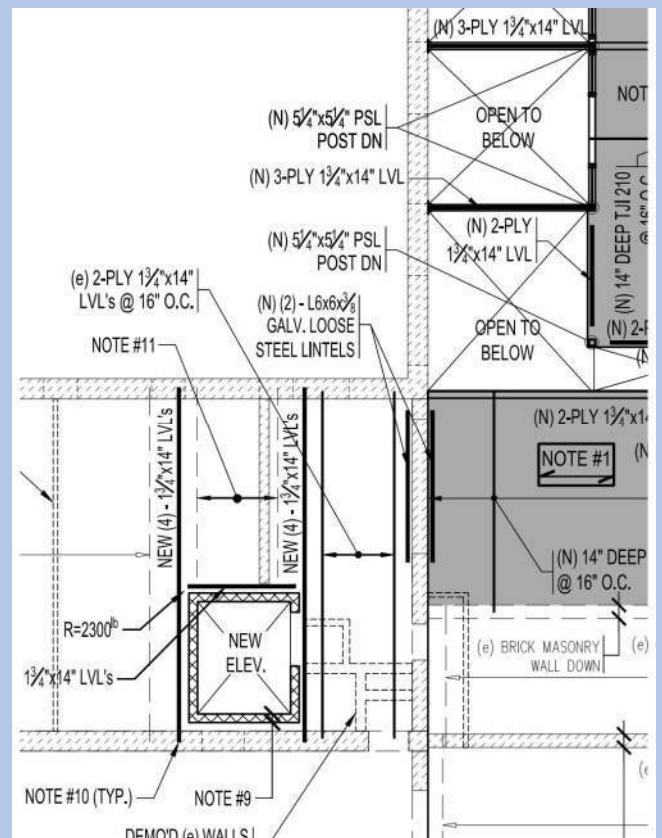 (N) 3-PLY 1¾"x14" LVL
NOT
(N) 5¼"x5¼" PSL
POST DN
OPEN TO
BELOW
(N) 3-PLY 1¾"x14" LVL
(N) 14" DEEP TJI 210
@ 16" O.C.
(N) 2-PLY
1¾"x14" LVL
(N) 5¼"x5¼" PSL
POST DN
(e) 2-PLY 1¾"x14"
LVL's @ 16" O.C.
(N) (2) - L6x6x⅜
GALV. LOOSE
STEEL LINTELS
OPEN TO
BELOW
(N) 2-P
(N
NOTE #11
(N) 2-PLY 1¾"x14
NOTE #1
(N
NEW (4) - 1¾"x14" LVL's
NEW (4) - 1¾"x14" LVL's
(N) 14" DEEP
@ 16" O.C.
R=2300lb
NEW
ELEV.
1¾"x14" LVL's
(e) BRICK MASONRY
WALL DOWN
(e)
(e
NOTE #10 (TYP.)
NOTE #9
DEMO'D (e) WALLS